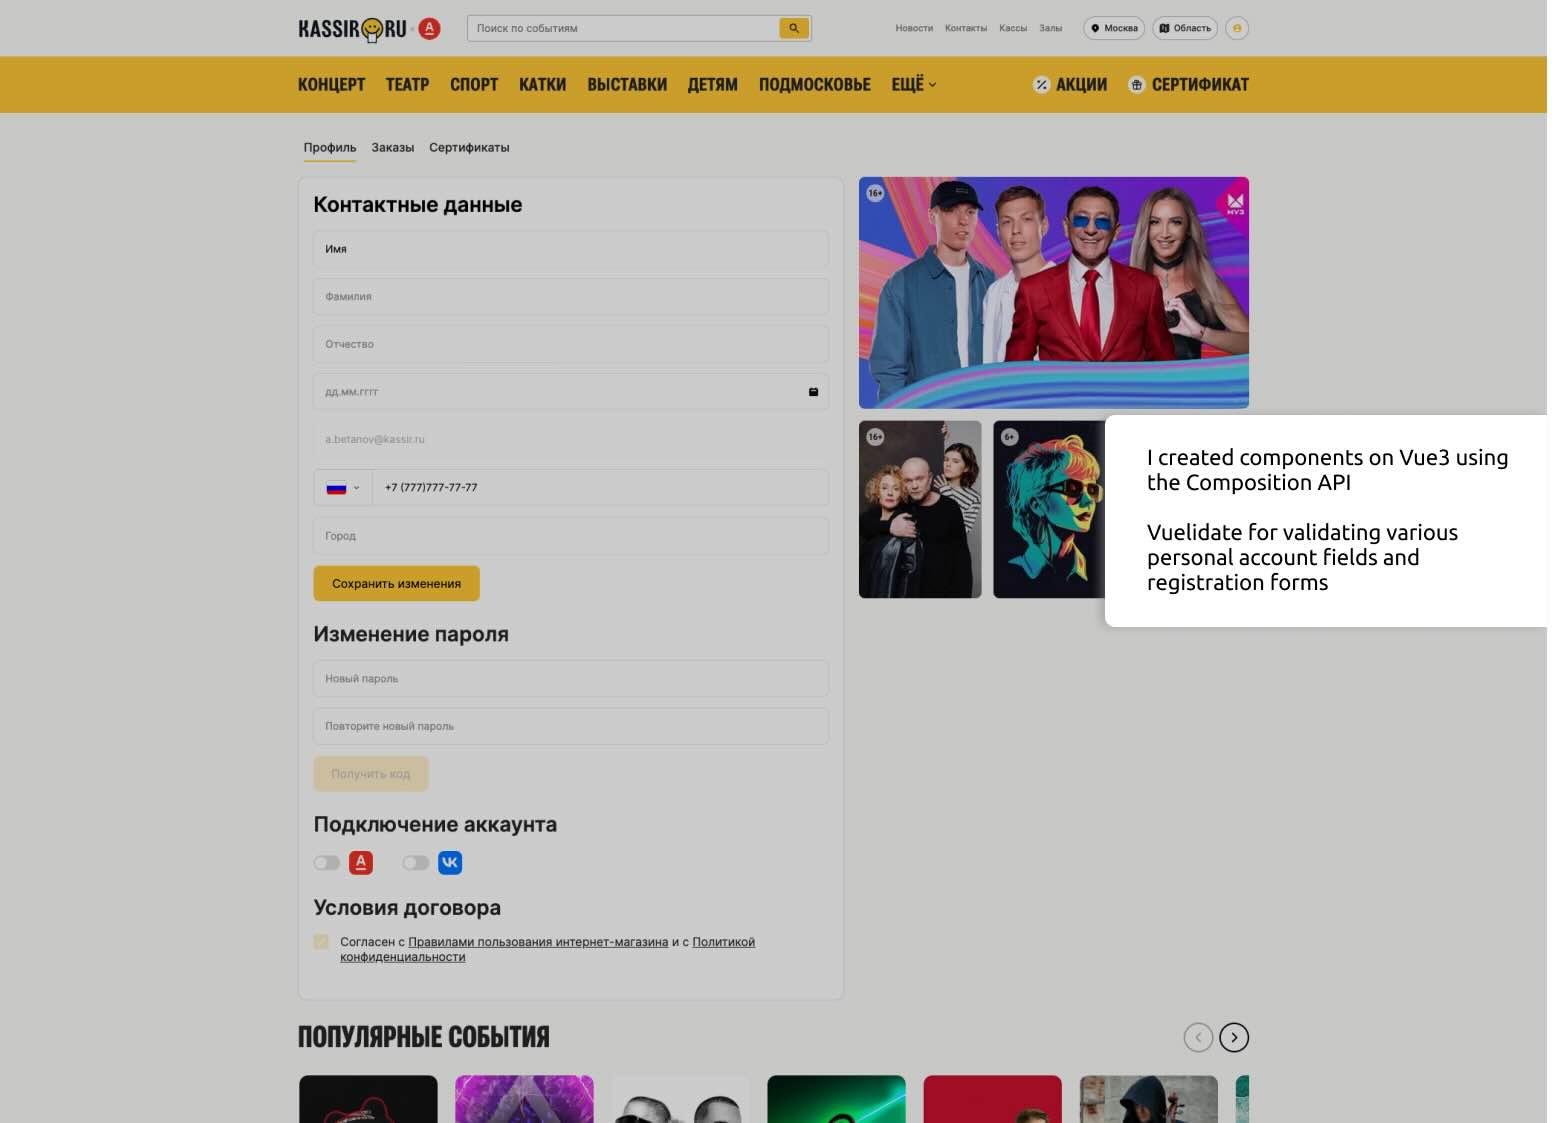 KASSIR RU A
Поиск по событиям
Новости Контакты Кассы Залы
Москва Область
КОНЦЕРТ ТЕАТР СПОРТ КАТКИ ВЫСТАВКИ ДЕТЯМ ПОДМОСКОВЬЕ ЕЩЁ АКЦИИ СЕРТИФИКАТ
Профиль Заказы Сертификаты
Контактные данные
Имя
Фамилия
Отчество
дд.мм.гггг
a.betanov@kassir.ru
+7 (777)777-77-77
Город
Сохранить изменения
Изменение пароля
Новый пароль
Повторите новый пароль
Получить код
Подключение аккаунта
А VK
Условия договора
Согласен с Правилами пользования интернет-магазина и с Политикой
конфиденциальности
16+
МУЗ
16+
6+
I created components on Vue3 using
the Composition API
Vuelidate for validating various
personal account fields and
registration forms
ПОПУЛЯРНЫЕ СОБЫТИЯ